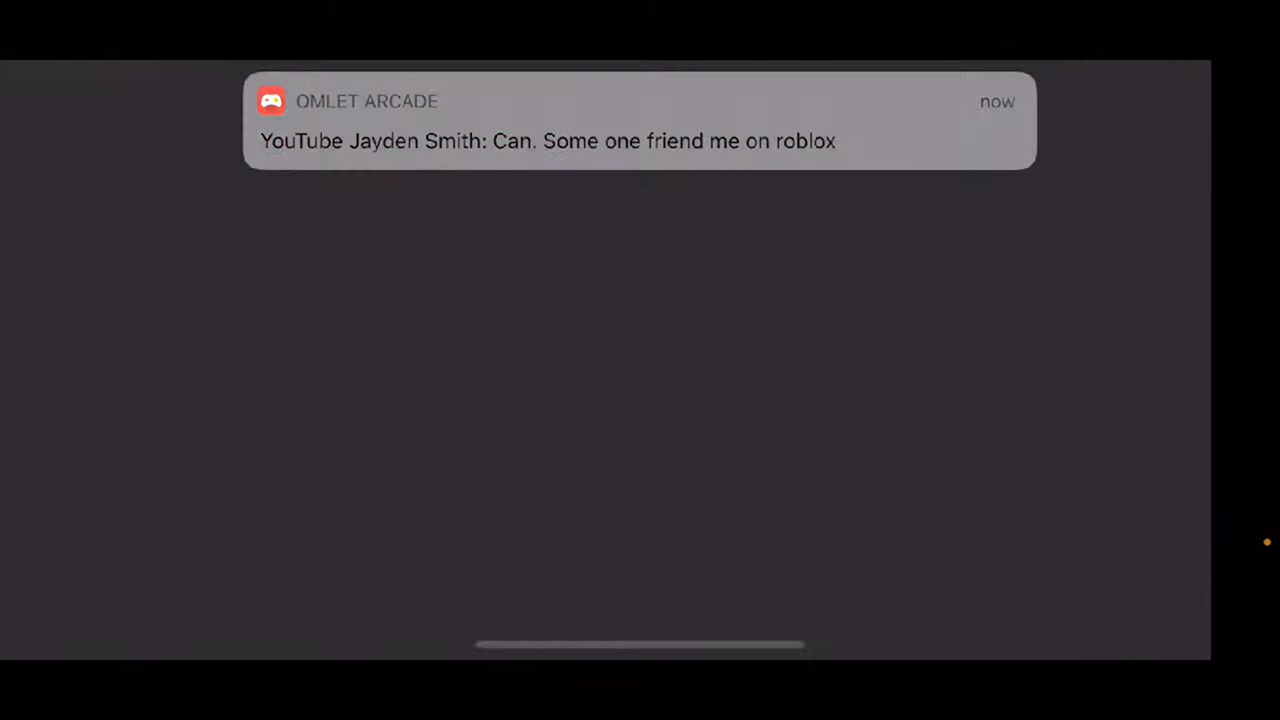 OMLET ARCADE
now
YouTube Jayden Smith: Can. Some one friend me on roblox